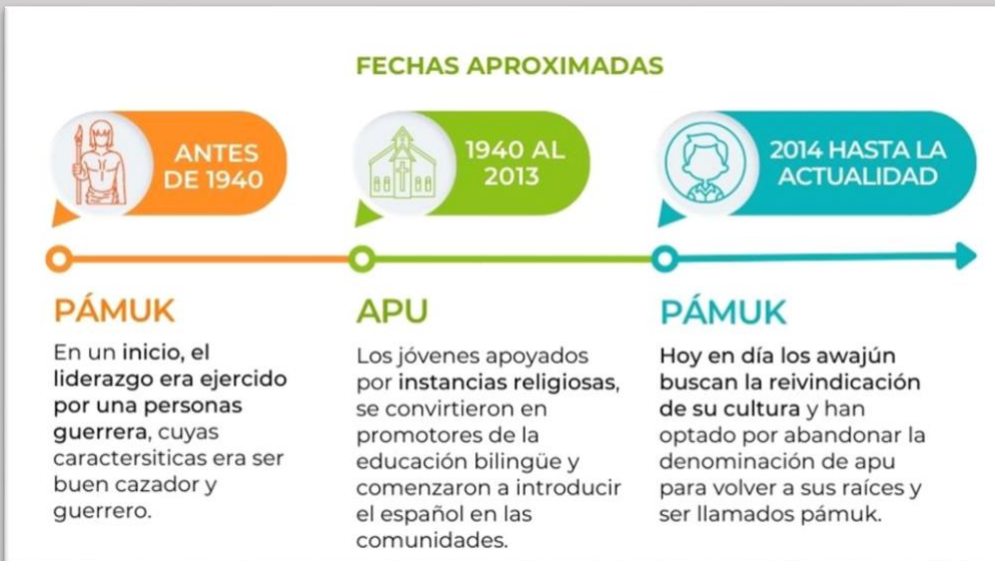 FECHAS APROXIMADAS
ANTES
DE 1940
1940 AL
2013
2014 HASTA LA
ACTUALIDAD
PÁMUK
En un inicio, el
liderazgo era ejercido
por una personas
guerrera, cuyas
caractersiticas era ser
buen cazador y
guerrero.
APU
Los jóvenes apoyados
por instancias religiosas,
se convirtieron en
promotores de la
educación bilingüe y
comenzaron a introducir
el español en las
comunidades.
PÁMUK
Hoy en día los awajún
buscan la reivindicación
de su cultura y han
optado por abandonar la
denominación de apu
para volver a sus raíces y
ser llamados pámuk.